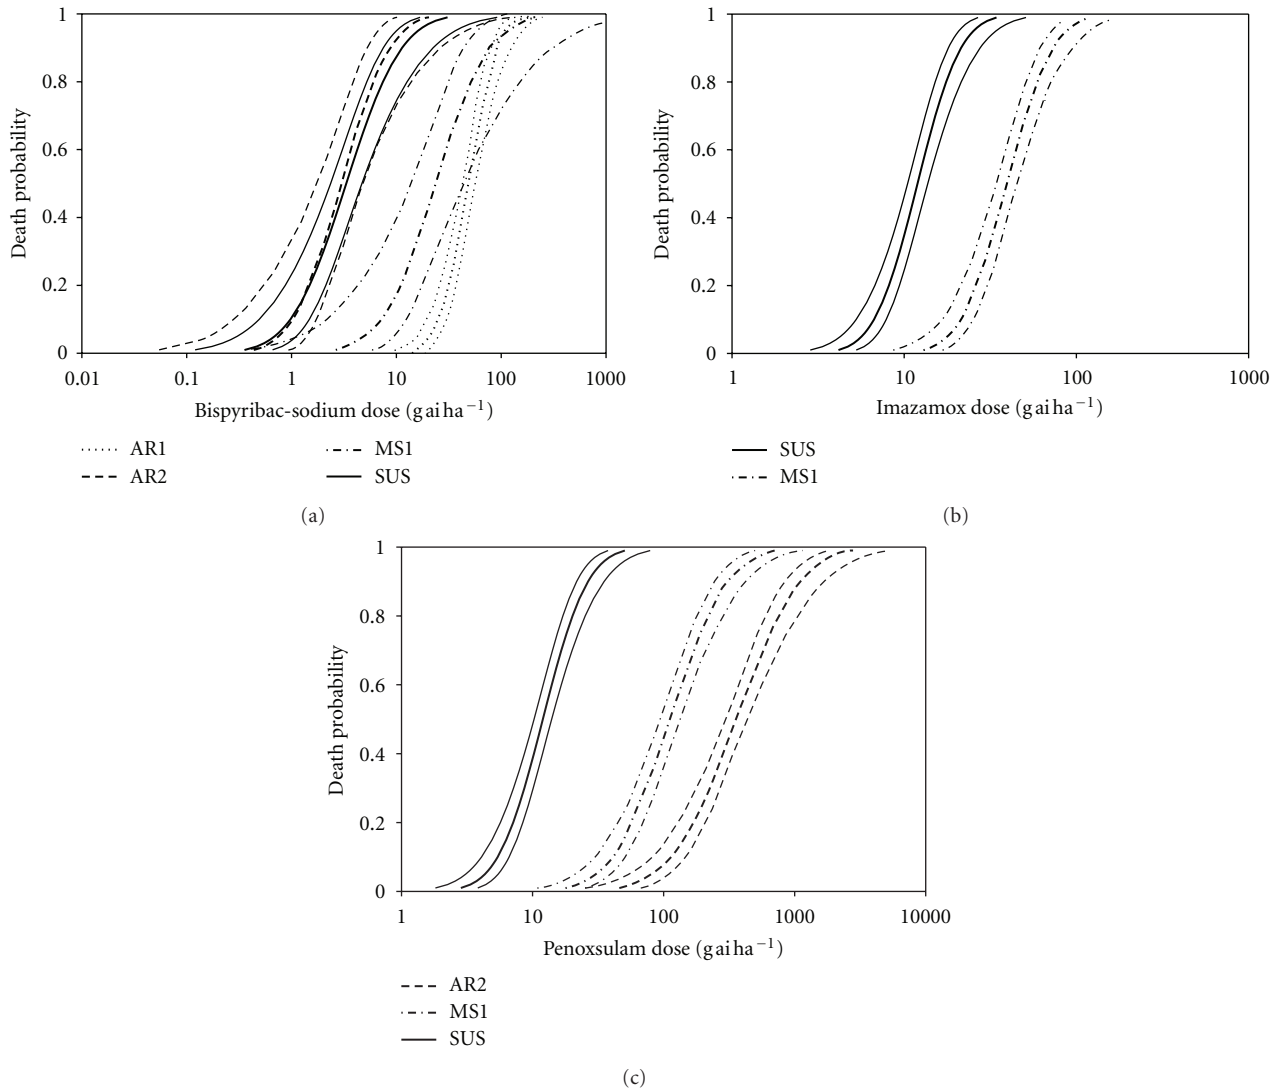 1
0.8
0.6
0.4
0.2
0
Death probability
0.01 0.1 1 10 100 1000
Bispyribac-sodium dose (g ai ha−1)
AR1
AR2
MS1
SUS
(a)
1
0.8
0.6
0.4
0.2
0
Death probability
1 10 100 1000
Imazamox dose (g ai ha−1)
SUS
MS1
(b)
1
0.8
0.6
0.4
0.2
0
Death probability
1 10 100 1000 10000
Penoxsulam dose (g ai ha−1)
AR2
MS1
SUS
(c)